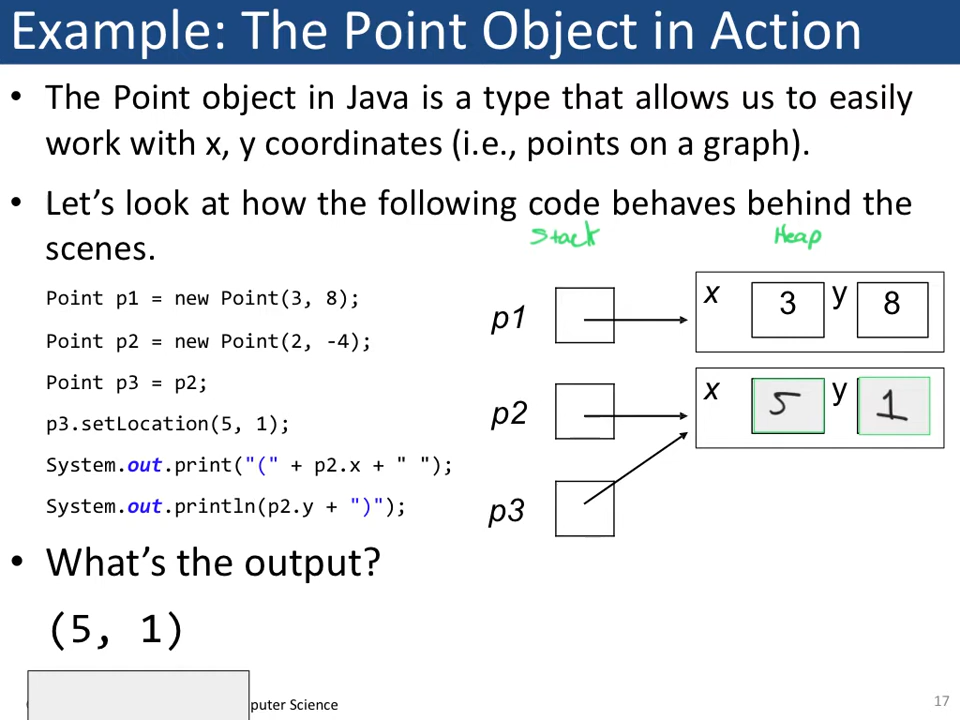 Example: The Point Object in Action
• The Point object in Java is a type that allows us to easily
work with x, y coordinates (i.e., points on a graph).
• Let’s look at how the following code behaves behind the
scenes.
Stack Heap
Point p1 = new Point(3, 8);
Point p2 = new Point(2, -4);
Point p3 = p2;
p3.setLocation(5, 1);
System.out.print("(" + p2.x + " ");
System.out.println(p2.y + ")");
p1 x 3 y 8
p2 x 5 y 1
p3
• What’s the output?
(5, 1)
puter Science
17